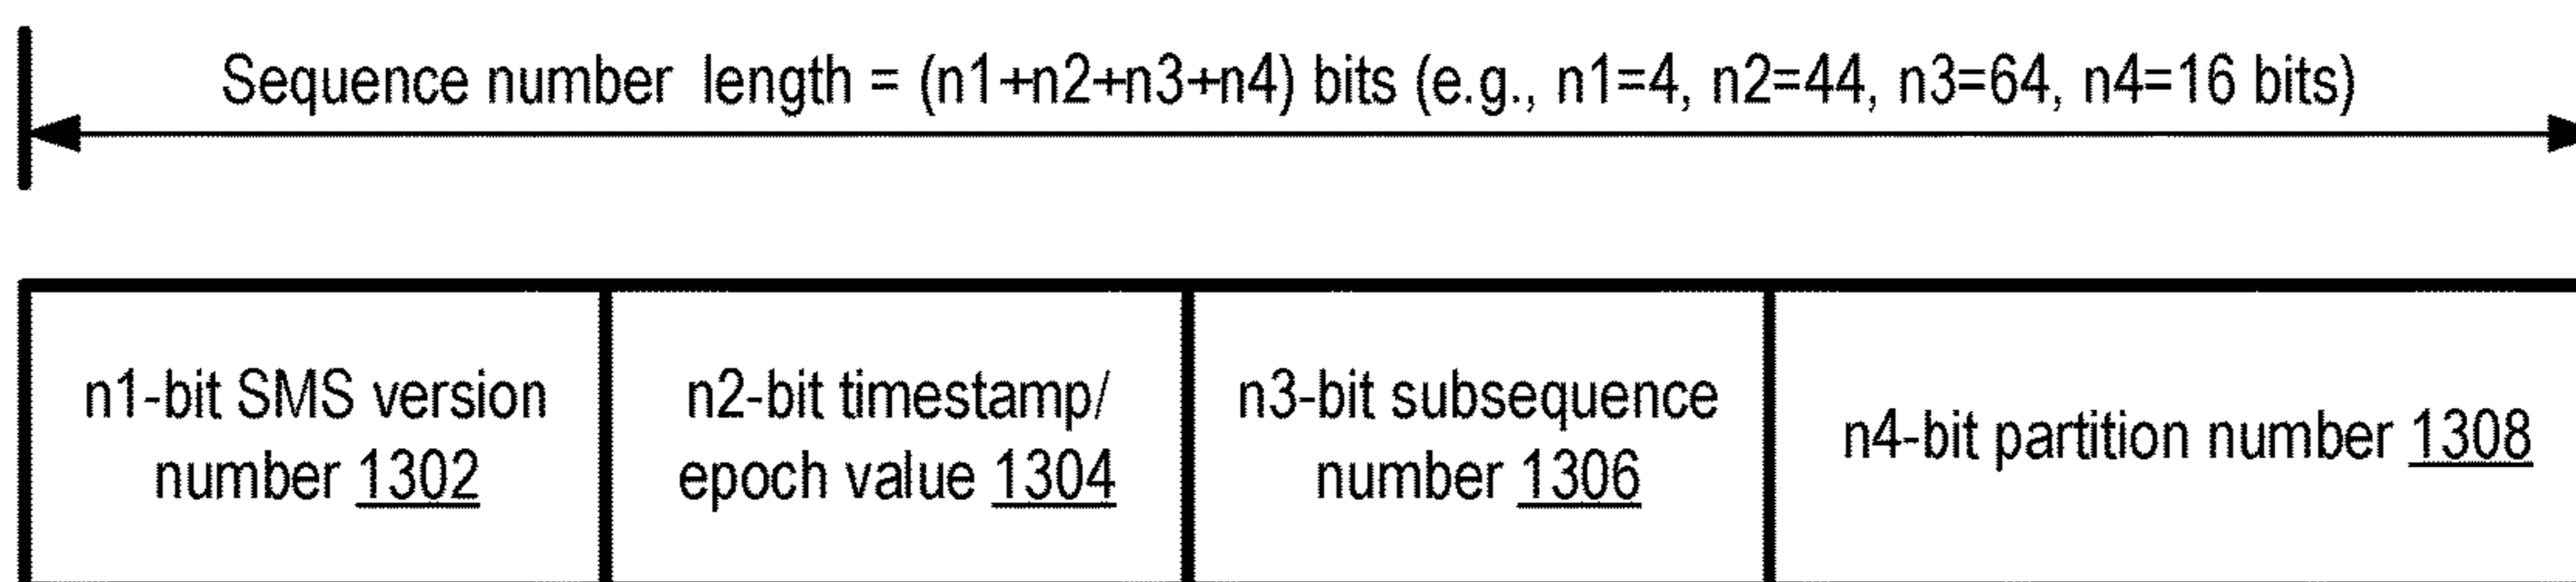 Sequence number length = (n1+n2+n3+n4) bits (e.g., n1=4, n2=44, n3=64, n4=16 bits)
n1-bit SMS version
number 1302
n2-bit timestamp/
epoch value 1304
n3-bit subsequence
number 1306
n4-bit partition number 1308